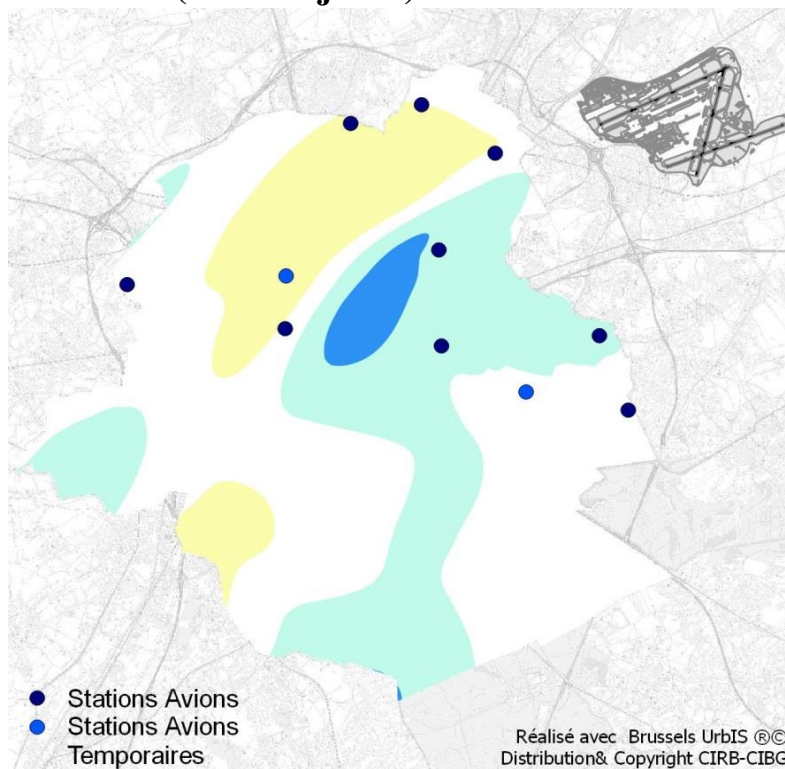 Stations Avions
Stations Avions
Temporaires
Réalisé avec Brussels UrbIS ®©
Distribution& Copyright CIRB-CIBG